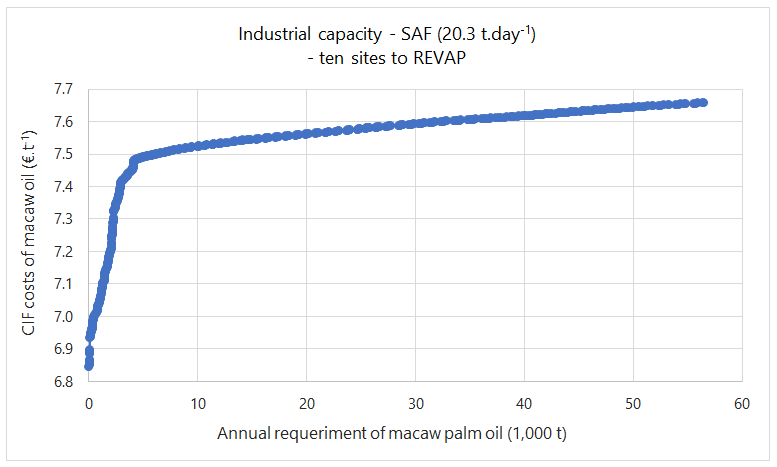 Industrial capacity - SAF (20.3 t.day⁻¹)
- ten sites to REVAP
CIF costs of macaw oil (€.t⁻¹)
7.7
7.6
7.5
7.4
7.3
7.2
7.1
7.0
6.9
6.8
0 10 20 30 40 50 60
Annual requeriment of macaw palm oil (1,000 t)